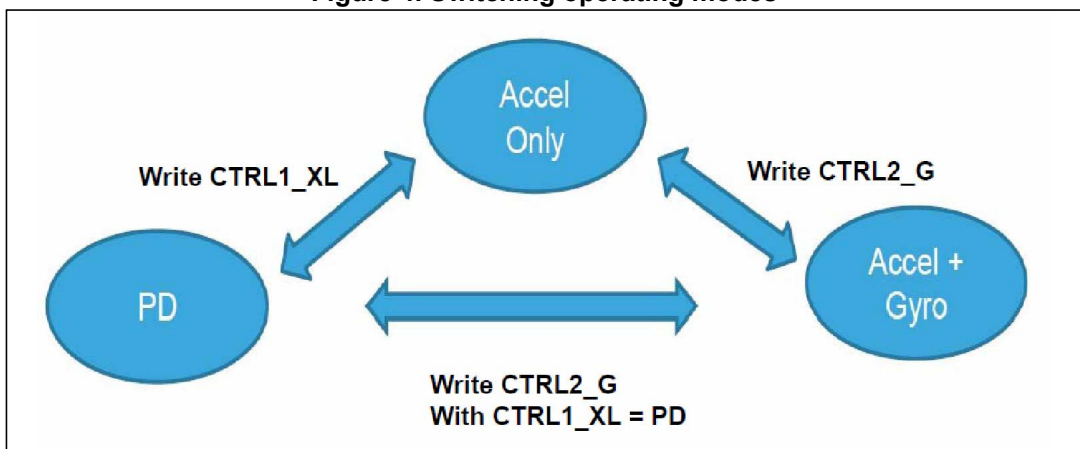 Accel
Only
Write CTRL1_XL
Write CTRL2_G
PD
Accel +
Gyro
Write CTRL2_G
With CTRL1_XL = PD